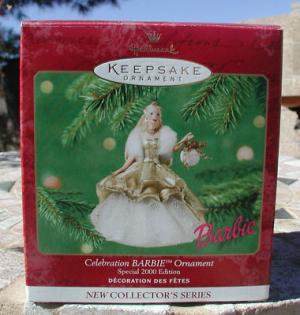 Hallmark
KEEPSAKE
ORNAMENT
Barbie
Celebration BARBIE™ Ornament
Special 2000 Edition
DÉCORATION DES FÊTES
NEW COLLECTOR'S SERIES